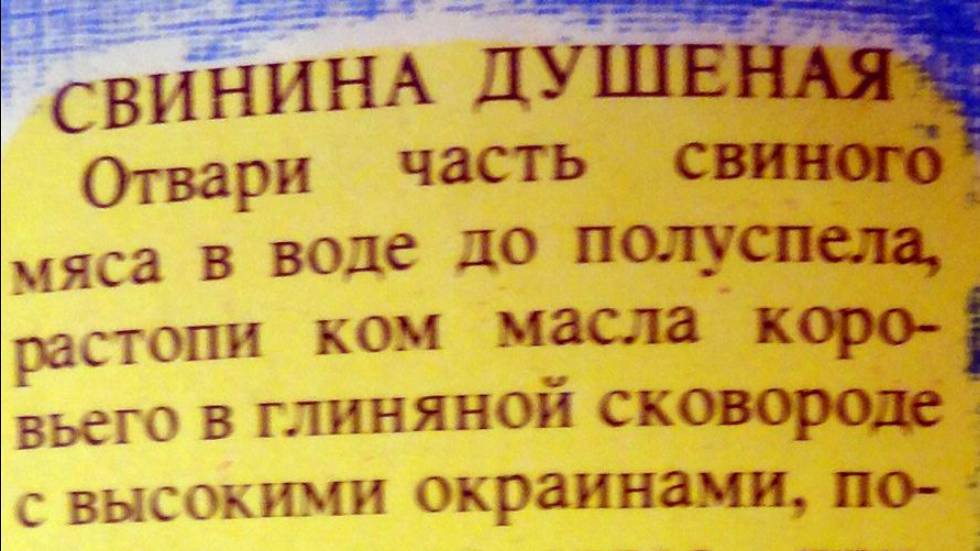 СВИНИНА ДУШЕНАЯ
Отвари часть свиного
мяса в воде до полуспела,
растопи ком масла коро-
вьего в глиняной сковороде
с высокими окраинами, по-